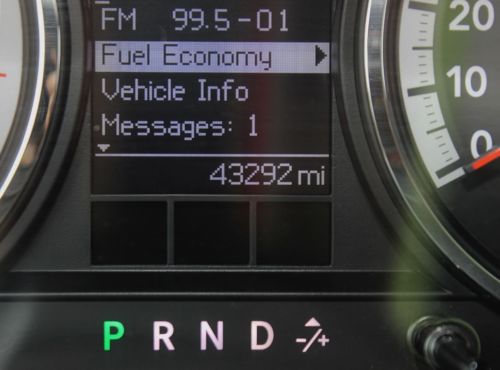 FM 99.5-01
Fuel Economy
Vehicle Info
Messages: 1
43292 mi
20
10
0
P R N D -/+